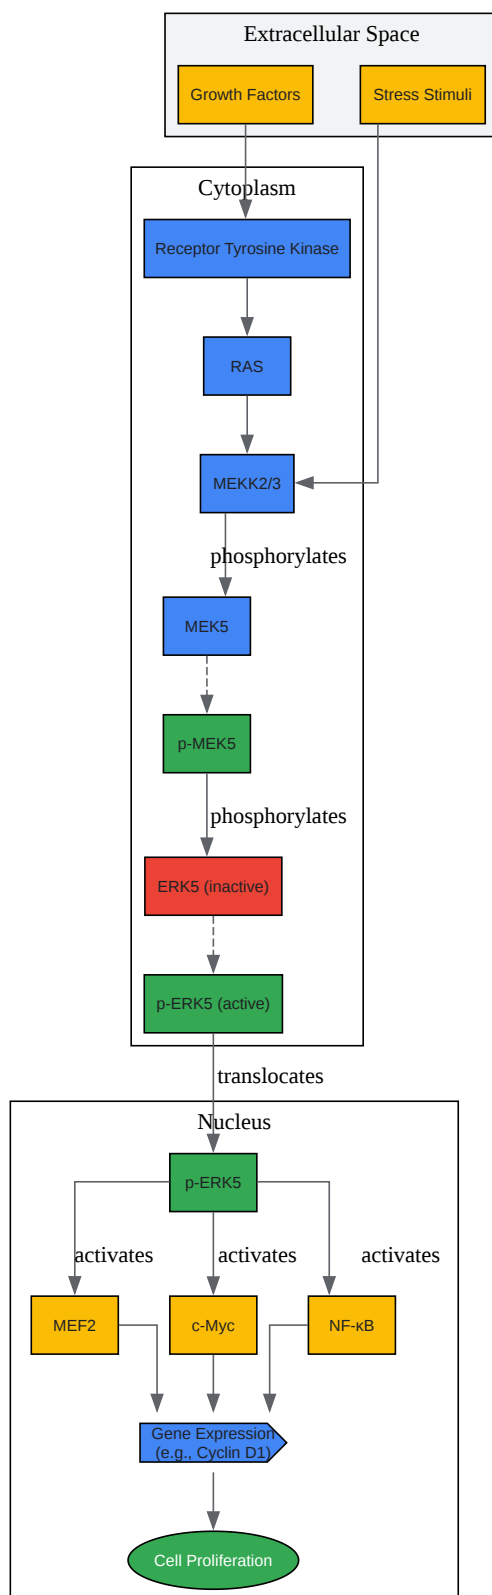 Extracellular Space
Growth Factors
Stress Stimuli
Cytoplasm
Receptor Tyrosine Kinase
RAS
MEKK2/3
phosphorylates
MEK5
p-MEK5
phosphorylates
ERK5 (inactive)
p-ERK5 (active)
translocates
Nucleus
p-ERK5
activates
activates
activates
MEF2
c-Myc
NF-κB
Gene Expression
(e.g., Cyclin D1)
Cell Proliferation